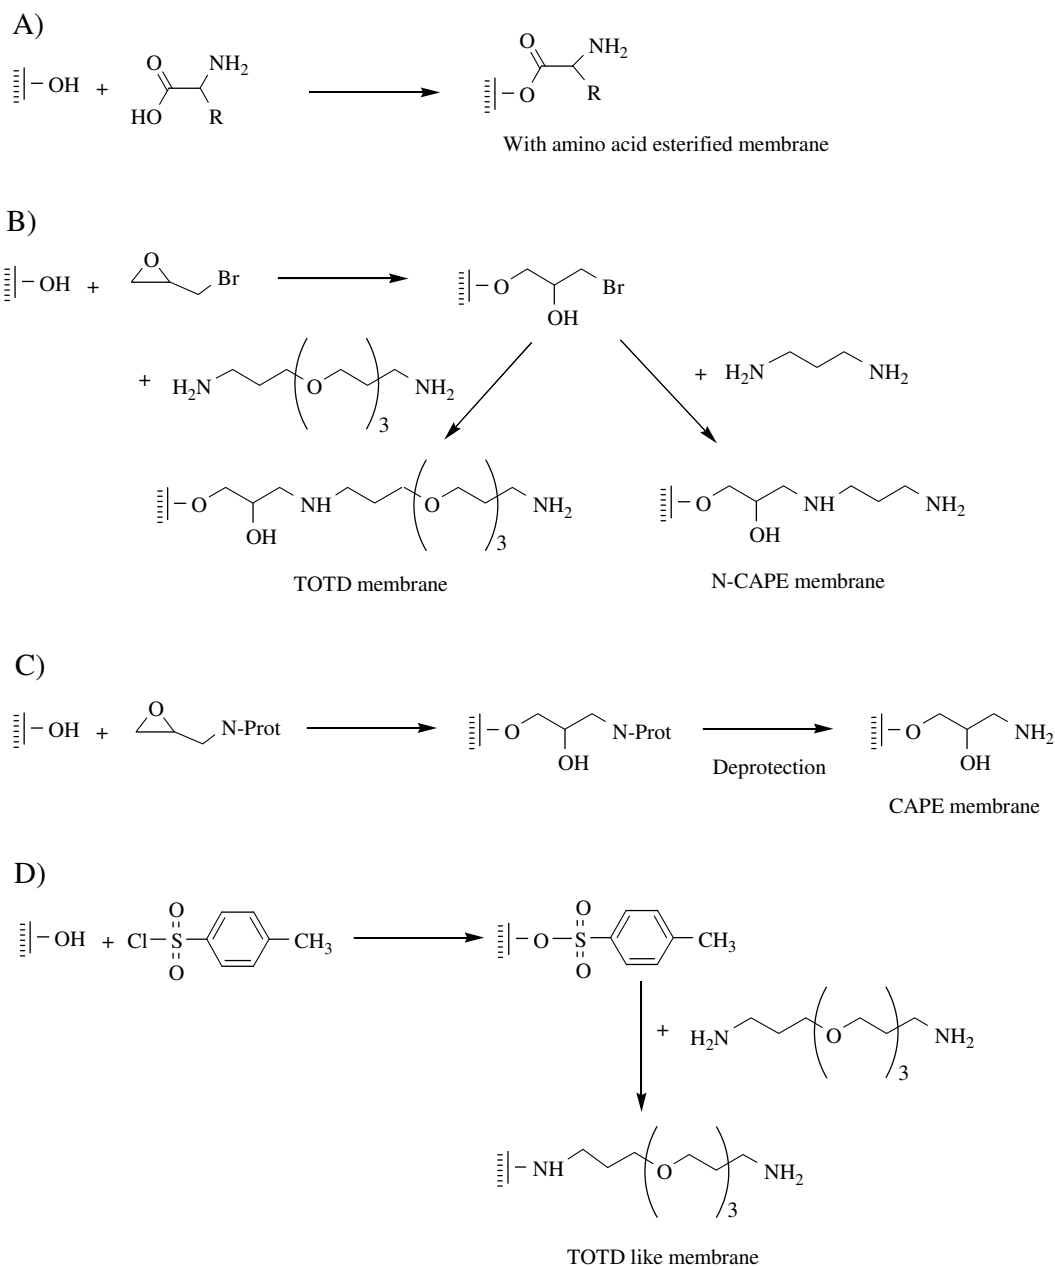 A)
OH + O NH2 HO R
O NH2 O R
With amino acid esterified membrane
B)
OH + O Br
O OH Br
+ H2N O 3 NH2
+ H2N NH2
O OH NH O 3 NH2
O OH NH NH2
TOTD membrane
N-CAPE membrane
C)
OH + O N-Prot
O OH N-Prot
Deprotection
O OH NH2
CAPE membrane
D)
OH + Cl S O O CH3
O S O O CH3
+ H2N O 3 NH2
NH O 3 NH2
TOTD like membrane